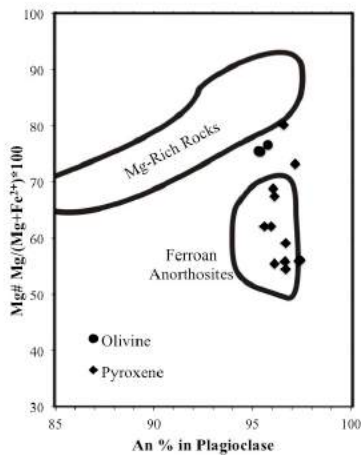 100
90
80
70
60
50
40
30
Mg# Mg/(Mg+Fe²⁺)*100
Mg-Rich Rocks
Ferroan
Anorthosites
Olivine
Pyroxene
85
90
95
100
An % in Plagioclase